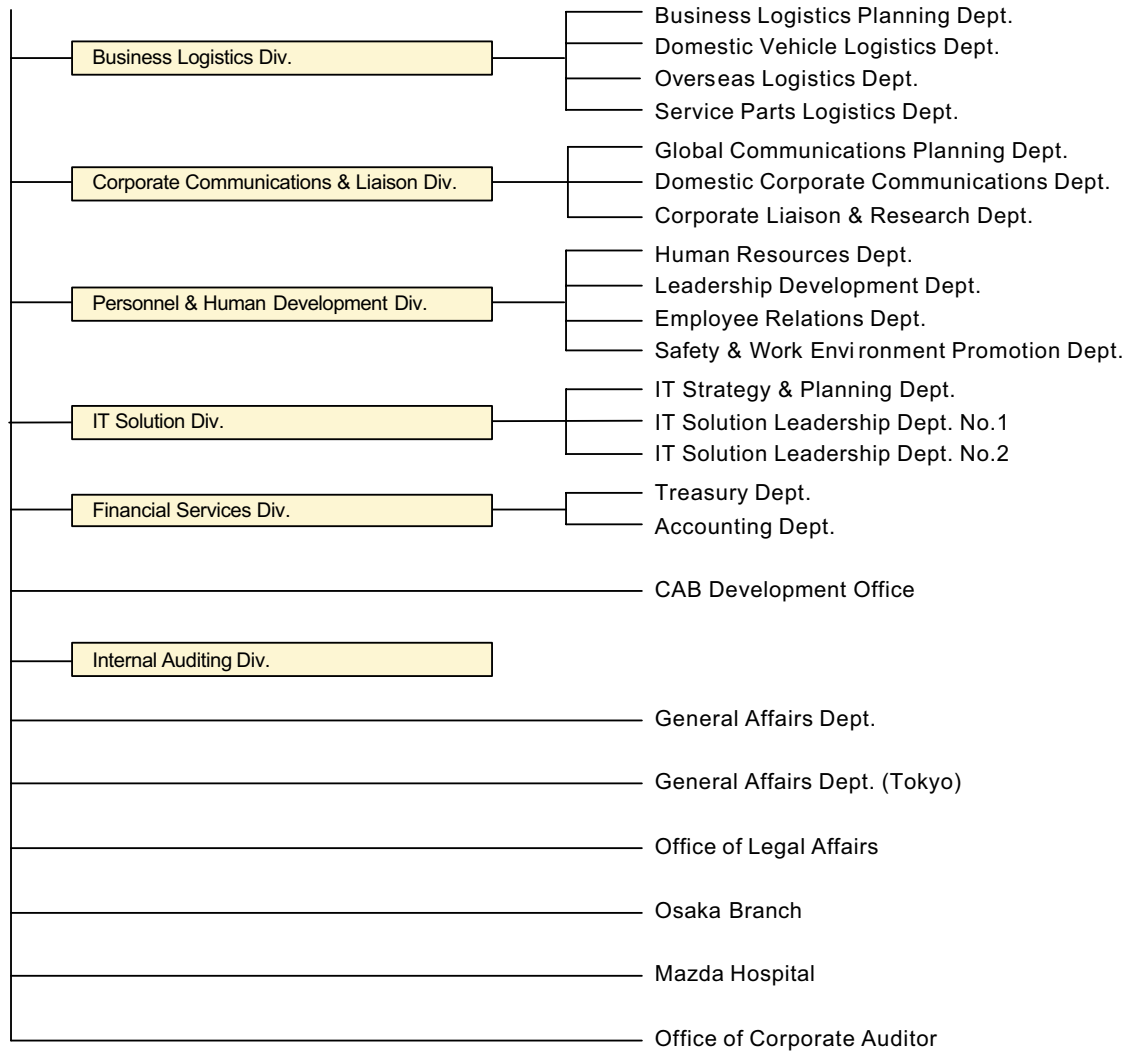 Business Logistics Div.
Business Logistics Planning Dept.
Domestic Vehicle Logistics Dept.
Overseas Logistics Dept.
Service Parts Logistics Dept.
Corporate Communications & Liaison Div.
Global Communications Planning Dept.
Domestic Corporate Communications Dept.
Corporate Liaison & Research Dept.
Personnel & Human Development Div.
Human Resources Dept.
Leadership Development Dept.
Employee Relations Dept.
Safety & Work Environment Promotion Dept.
IT Solution Div.
IT Strategy & Planning Dept.
IT Solution Leadership Dept. No.1
IT Solution Leadership Dept. No.2
Financial Services Div.
Treasury Dept.
Accounting Dept.
CAB Development Office
Internal Auditing Div.
General Affairs Dept.
General Affairs Dept. (Tokyo)
Office of Legal Affairs
Osaka Branch
Mazda Hospital
Office of Corporate Auditor